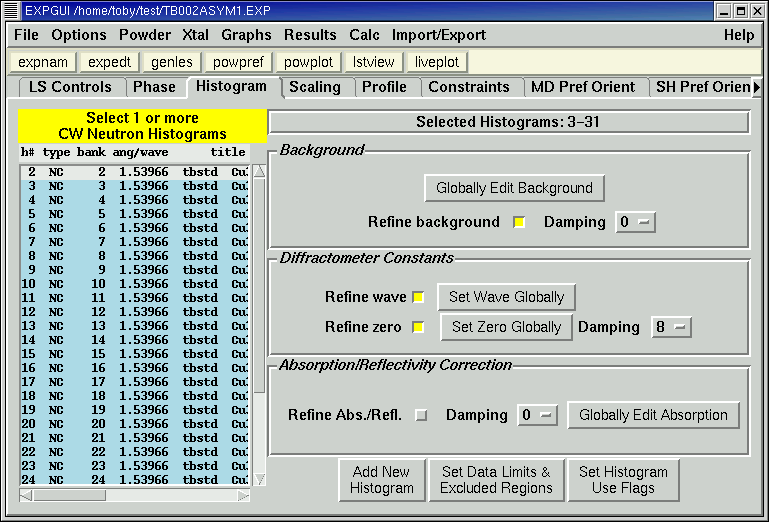 EXPGUI /home/toby/test/TB002ASYM1.EXP
File Options Powder Xtal Graphs Results Calc Import/Export Help
expnam expedt genles powpref powplot lstview liveplot
LS Controls Phase Histogram Scaling Profile Constraints MD Pref Orient SH Pref Orien
Select 1 or more
CW Neutron Histograms
h# type bank ang/wave title
2 NC 2 1.53966 tbstd Cu
3 NC 3 1.53966 tbstd Cu
4 NC 4 1.53966 tbstd Cu
5 NC 5 1.53966 tbstd Cu
6 NC 6 1.53966 tbstd Cu
7 NC 7 1.53966 tbstd Cu
8 NC 8 1.53966 tbstd Cu
9 NC 9 1.53966 tbstd Cu
10 NC 10 1.53966 tbstd Cu
11 NC 11 1.53966 tbstd Cu
12 NC 12 1.53966 tbstd Cu
13 NC 13 1.53966 tbstd Cu
14 NC 14 1.53966 tbstd Cu
15 NC 15 1.53966 tbstd Cu
16 NC 16 1.53966 tbstd Cu
17 NC 17 1.53966 tbstd Cu
18 NC 18 1.53966 tbstd Cu
19 NC 19 1.53966 tbstd Cu
20 NC 20 1.53966 tbstd Cu
21 NC 21 1.53966 tbstd Cu
22 NC 22 1.53966 tbstd Cu
23 NC 23 1.53966 tbstd Cu
24 NC 24 1.53966 tbstd Cu
Selected Histograms: 3-31
Background
Globally Edit Background
Refine background Damping 0
Diffractometer Constants
Refine wave Set Wave Globally
Refine zero Set Zero Globally Damping 8
Absorption/Reflectivity Correction
Refine Abs./Refl. Damping 0 Globally Edit Absorption
Add New
Histogram
Set Data Limits &
Excluded Regions
Set Histogram
Use Flags